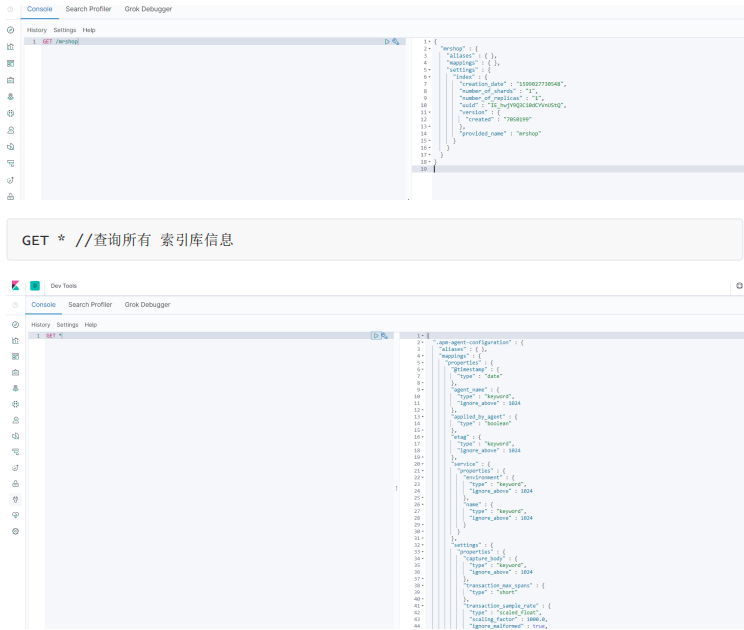 Console Search Profiler Grok Debugger
History Settings Help
1 GET /mrshop
1 {
2 "mrshop" : {
3 "aliases" : { },
4 "mappings" : { },
5 "settings" : {
6 "index" : {
7 "creation_date" : "1599027730548",
8 "number_of_shards" : "1",
9 "number_of_replicas" : "1",
10
11 "version" : {
12 "created" : "7050199"
13 },
14 "provided_name" : "mrshop"
15 }
16 }
17 }
18 }
19
GET * //查询所有 索引库信息
Dev Tools
Console Search Profiler Grok Debugger
History Settings Help
1 GET *
1 {
2 ".apm-agent-configuration" : {
3 "aliases" : { },
4 "mappings" : {
5 "properties" : {
6 "@timestamp" : {
7 "type" : "date"
8 },
9 "agent_name" : {
10 "type" : "keyword",
11 "ignore_above" : 1024
12 },
13 "applied_by_agent" : {
14 "type" : "boolean"
15 },
16 "etag" : {
17 "type" : "keyword",
18 "ignore_above" : 1024
19 },
20 "service" : {
21 "properties" : {
22 "environment" : {
23 "type" : "keyword",
24 "ignore_above" : 1024
25 },
26 "name" : {
27 "type" : "keyword",
28 "ignore_above" : 1024
29 }
30 }
31 },
32 "settings" : {
33 "properties" : {
34 "capture_body" : {
35 "type" : "keyword",
36 "ignore_above" : 1024
37 },
38 "transaction_max_spans" : {
39 "type" : "short"
40 },
41 "transaction_sample_rate" : {
42 "type" : "scaled_float",
43 "scaling_factor" : 1000.0,
44 "ignore_malformed" : true,